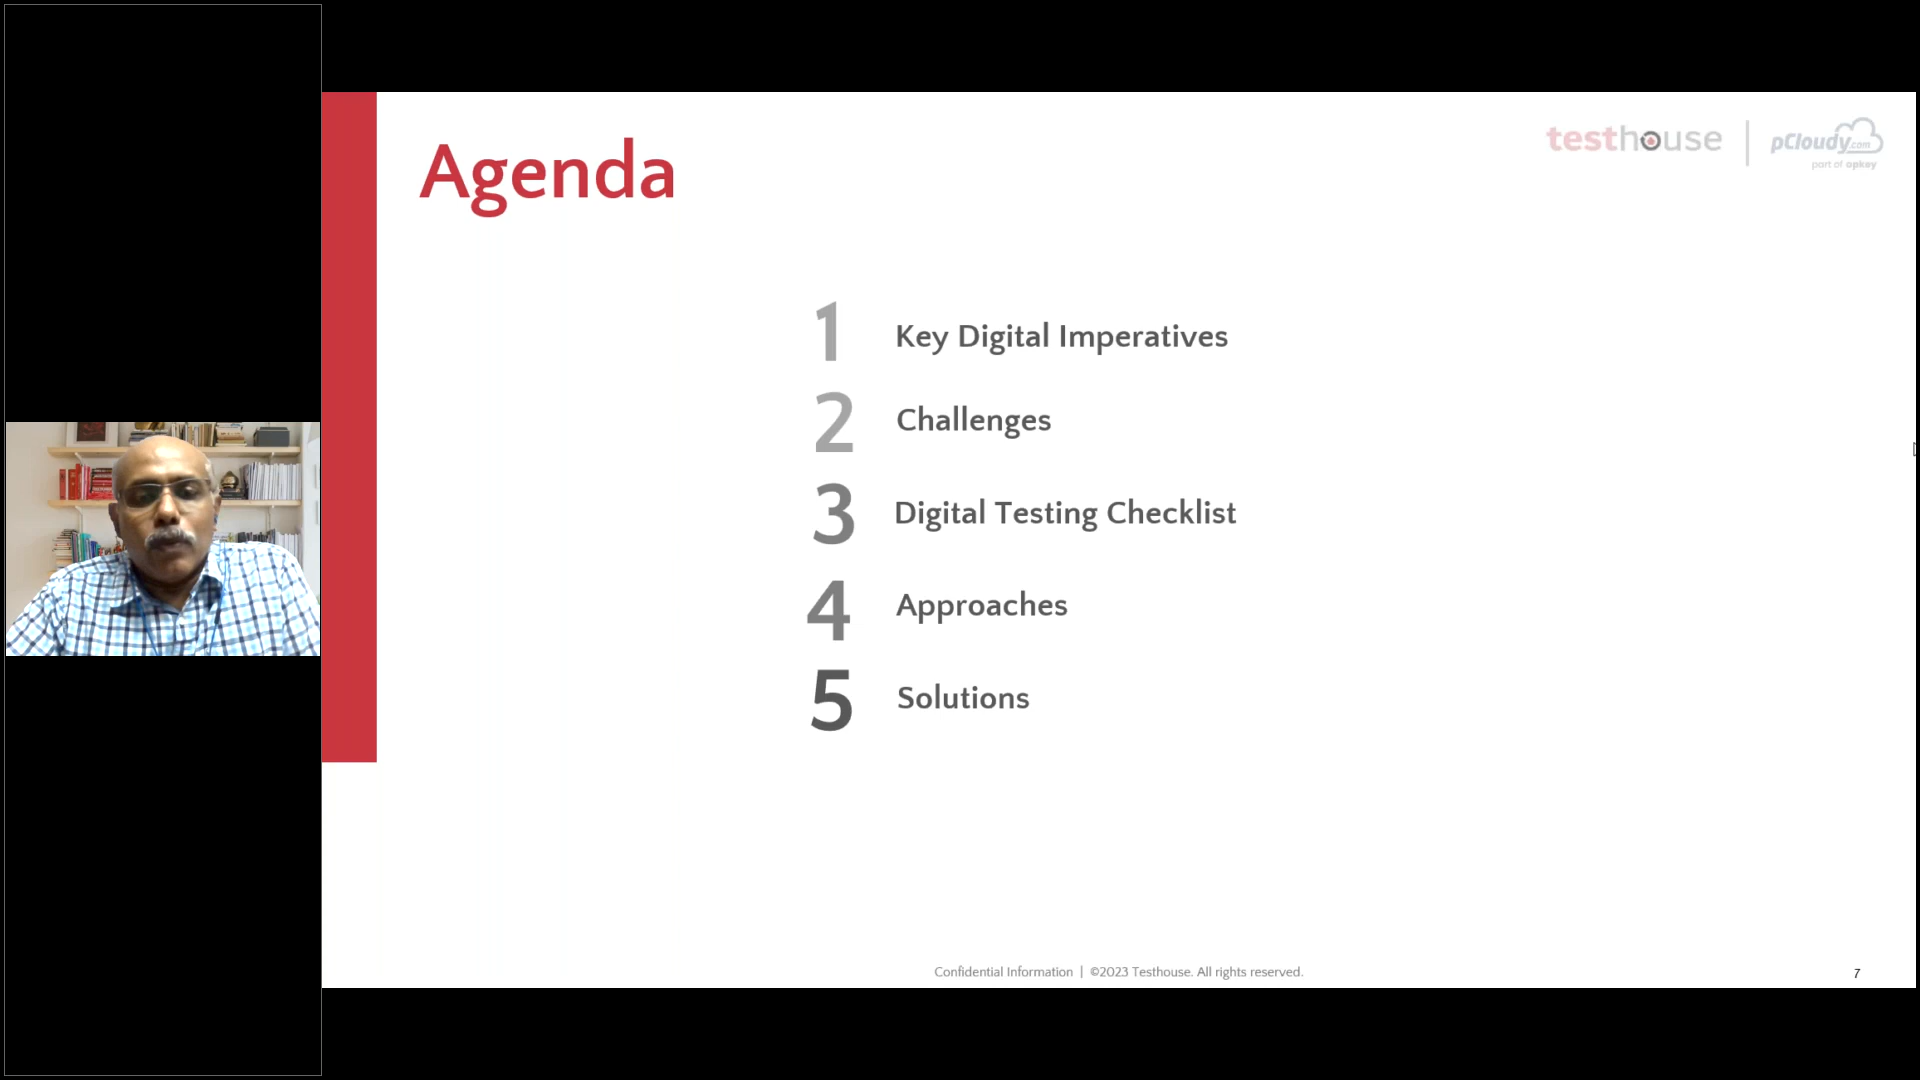 Agenda
testhouse
pCloudy.com
part of opkey
1 Key Digital Imperatives
2 Challenges
3 Digital Testing Checklist
4 Approaches
5 Solutions
Confidential Information | ©2023 Testhouse. All rights reserved.
7